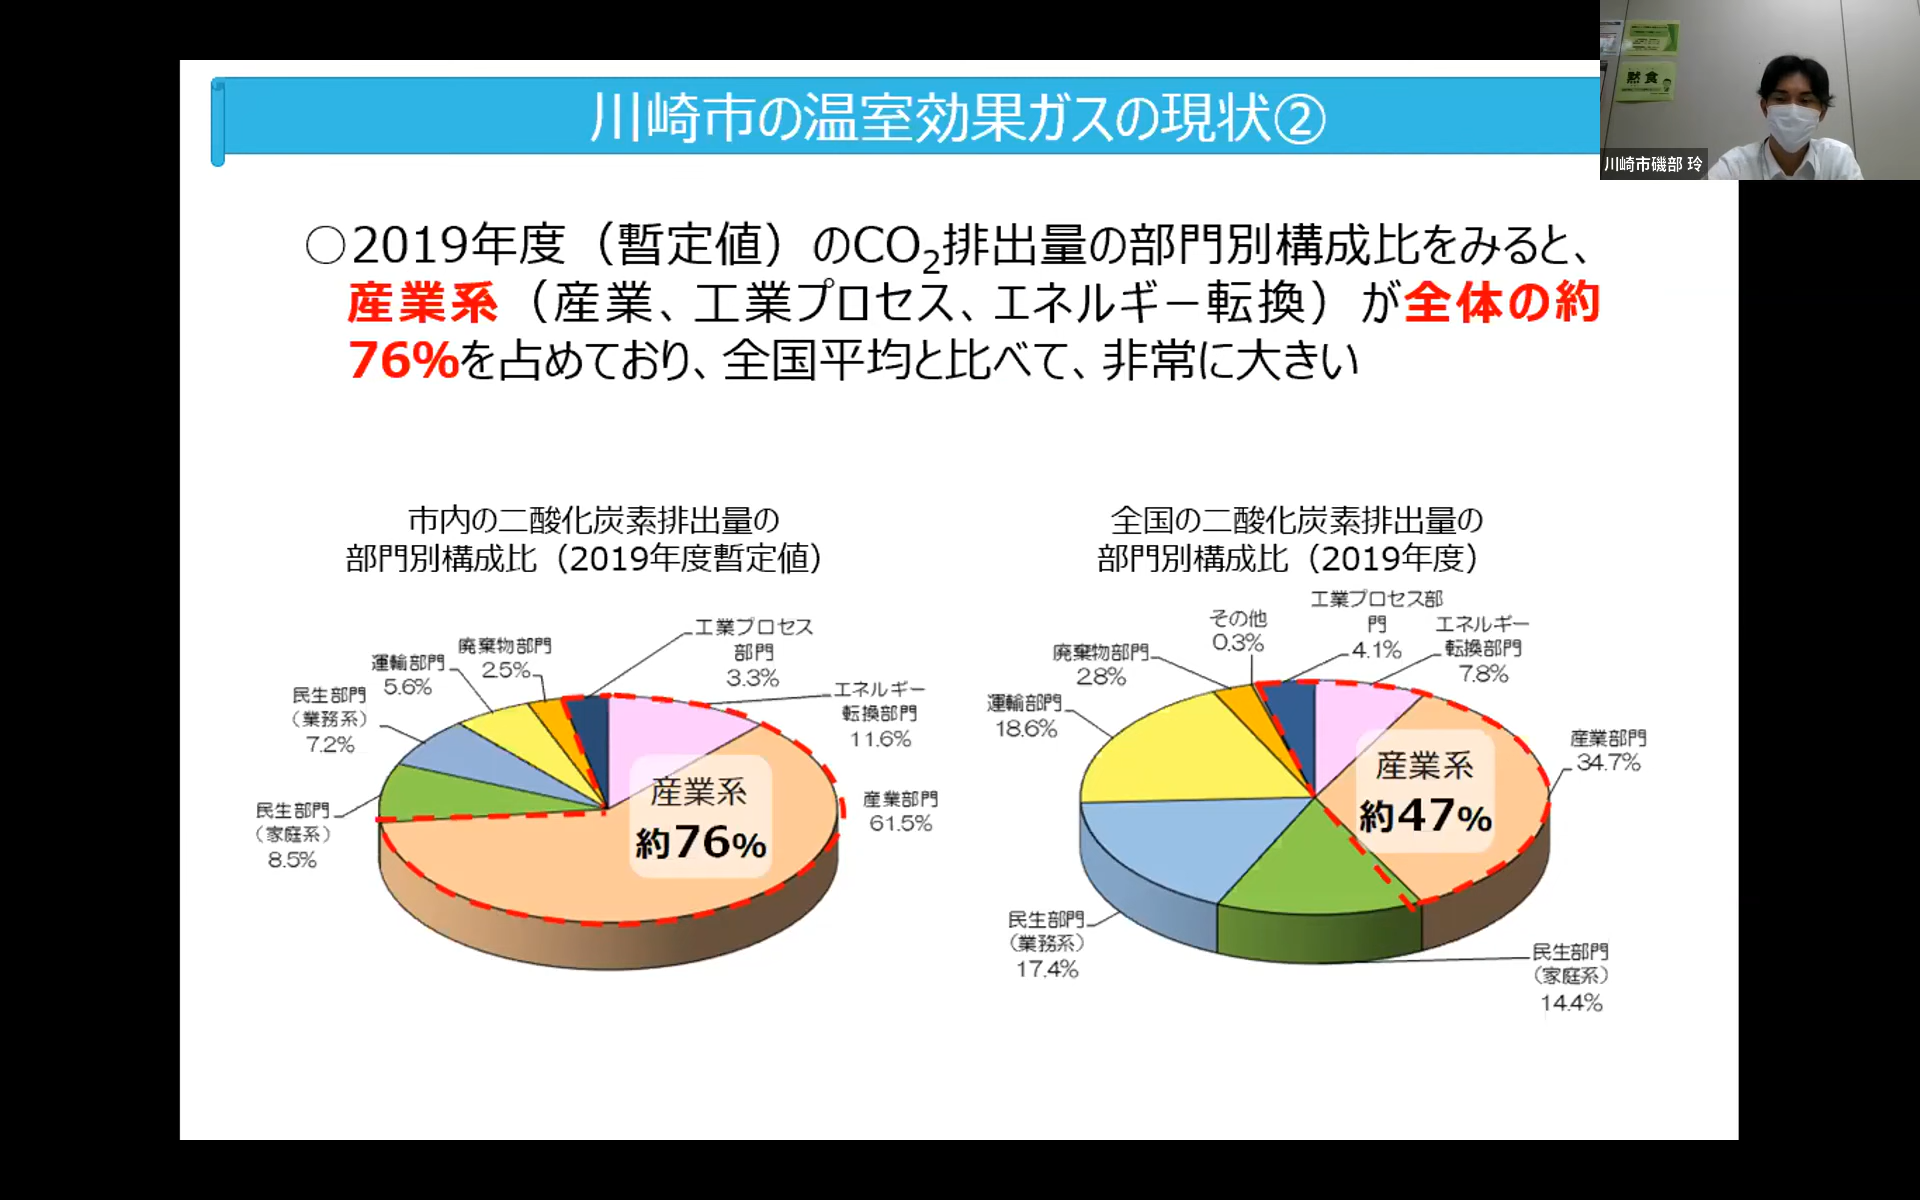 川崎市の温室効果ガスの現状②
黙食
川崎市磯部 玲
○2019年度（暫定値）のCO₂排出量の部門別構成比をみると、
産業系（産業、工業プロセス、エネルギー転換）が全体の約
76%を占めており、全国平均と比べて、非常に大きい
市内の二酸化炭素排出量の
部門別構成比（2019年度暫定値）
工業プロセス
部門
3.3%
エネルギー
転換部門
11.6%
産業部門
61.5%
民生部門
（家庭系）
8.5%
民生部門
（業務系）
7.2%
運輸部門
5.6%
廃棄物部門
2.5%
産業系
約76%
全国の二酸化炭素排出量の
部門別構成比（2019年度）
工業プロセス部
門
4.1%
エネルギー
転換部門
7.8%
産業部門
34.7%
民生部門
（家庭系）
14.4%
民生部門
（業務系）
17.4%
運輸部門
18.6%
廃棄物部門
2.8%
その他
0.3%
産業系
約47%